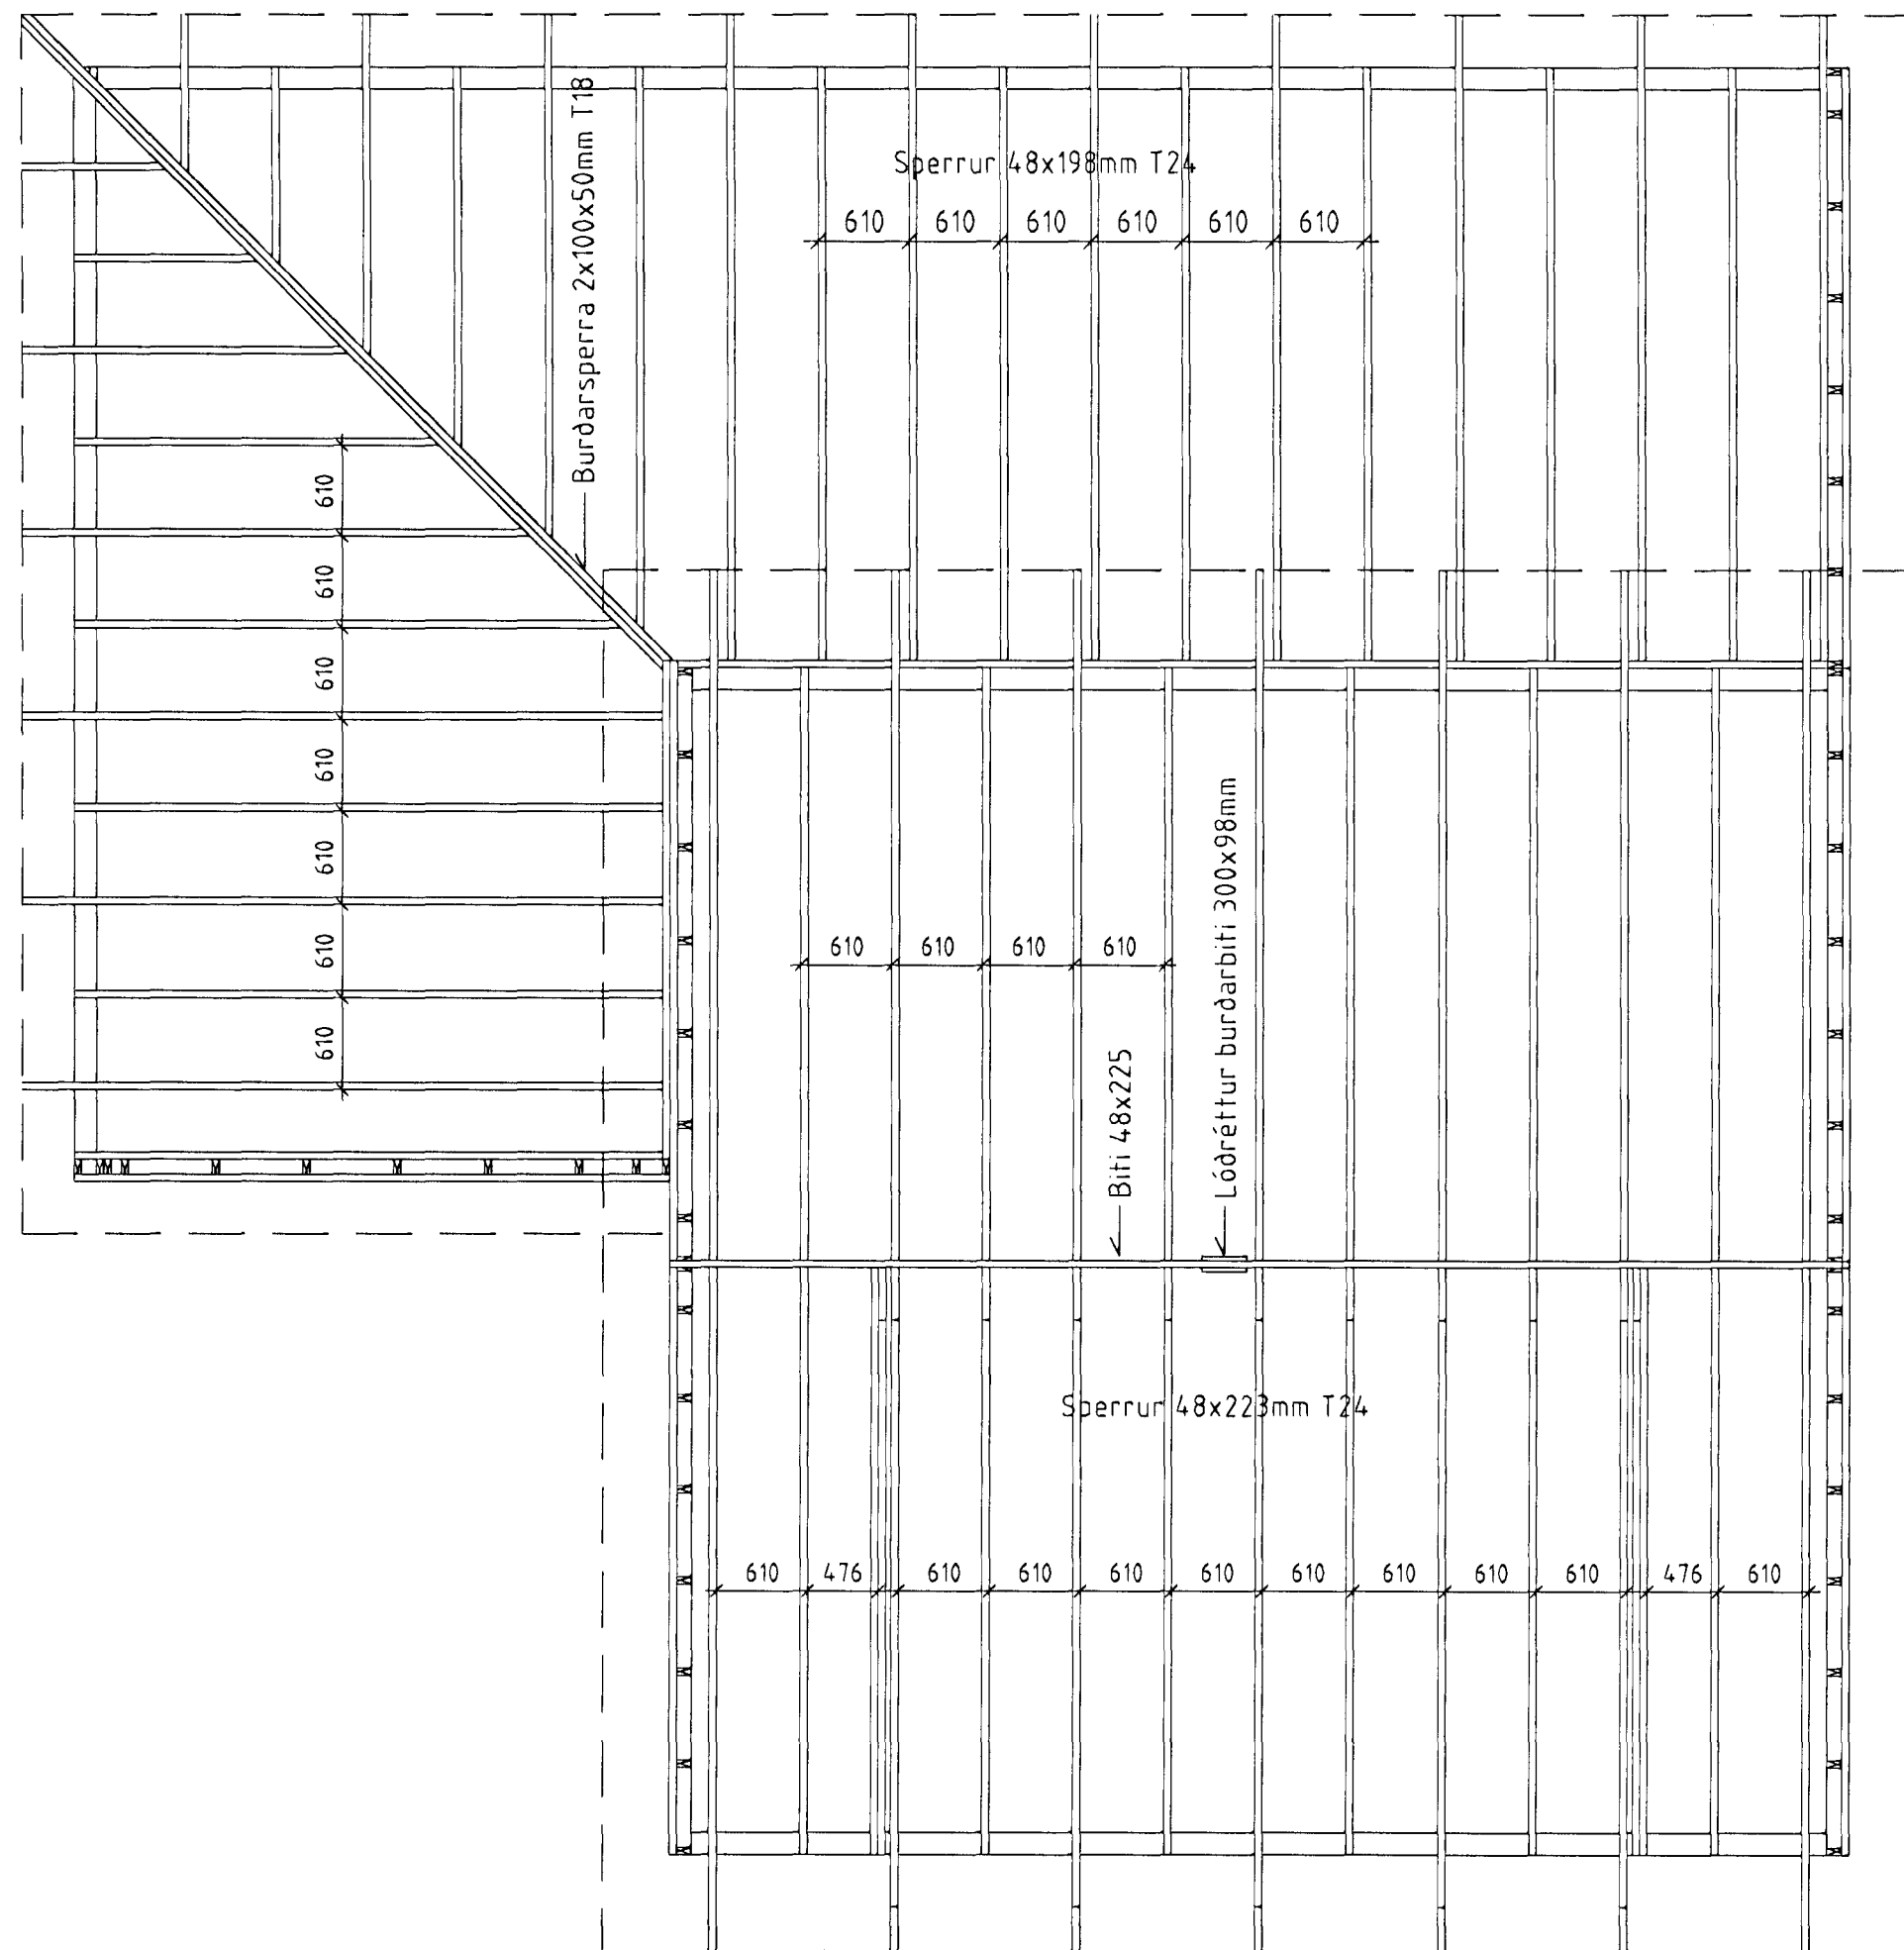 Burðarsperra 2x100x50mm T18
Sperrur 48x198mm T24
610 610 610 610 610 610
610
610
610
610
610
610
610
610 610 610 610
Biti 48x225
Lóðréttur burðarbiti 300x98mm
Sperrur 48x223mm T24
610 476 610 610 610 610 610 610 610 610 476 610